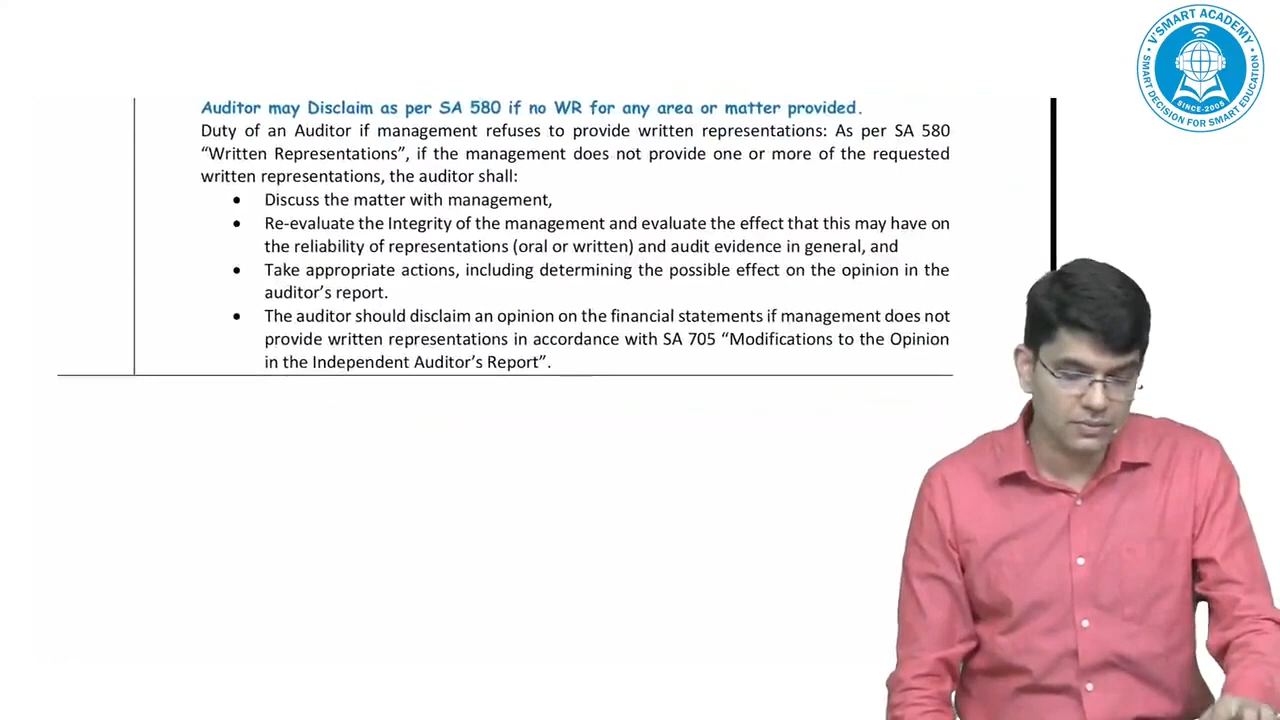 V'SMART ACADEMY
SMART DECISION FOR SMART EDUCATION
SINCE-2005
Auditor may Disclaim as per SA 580 if no WR for any area or matter provided.
Duty of an Auditor if management refuses to provide written representations: As per SA 580
“Written Representations”, if the management does not provide one or more of the requested
written representations, the auditor shall:
• Discuss the matter with management,
• Re-evaluate the Integrity of the management and evaluate the effect that this may have on
the reliability of representations (oral or written) and audit evidence in general, and
• Take appropriate actions, including determining the possible effect on the opinion in the
auditor’s report.
• The auditor should disclaim an opinion on the financial statements if management does not
provide written representations in accordance with SA 705 “Modifications to the Opinion
in the Independent Auditor’s Report”.